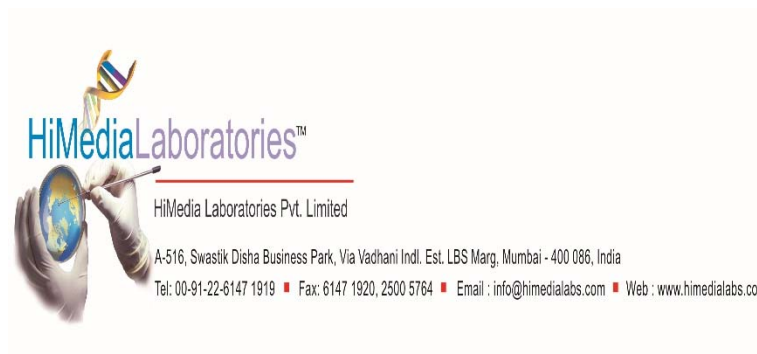 HiMediaLaboratories™
HiMedia Laboratories Pvt. Limited
A-516, Swastik Disha Business Park, Via Vadhani Indl. Est. LBS Marg, Mumbai - 400 086, India
Tel: 00-91-22-6147 1919 ■ Fax: 6147 1920, 2500 5764 ■ Email : info@himedialabs.com ■ Web : www.himedialabs.co